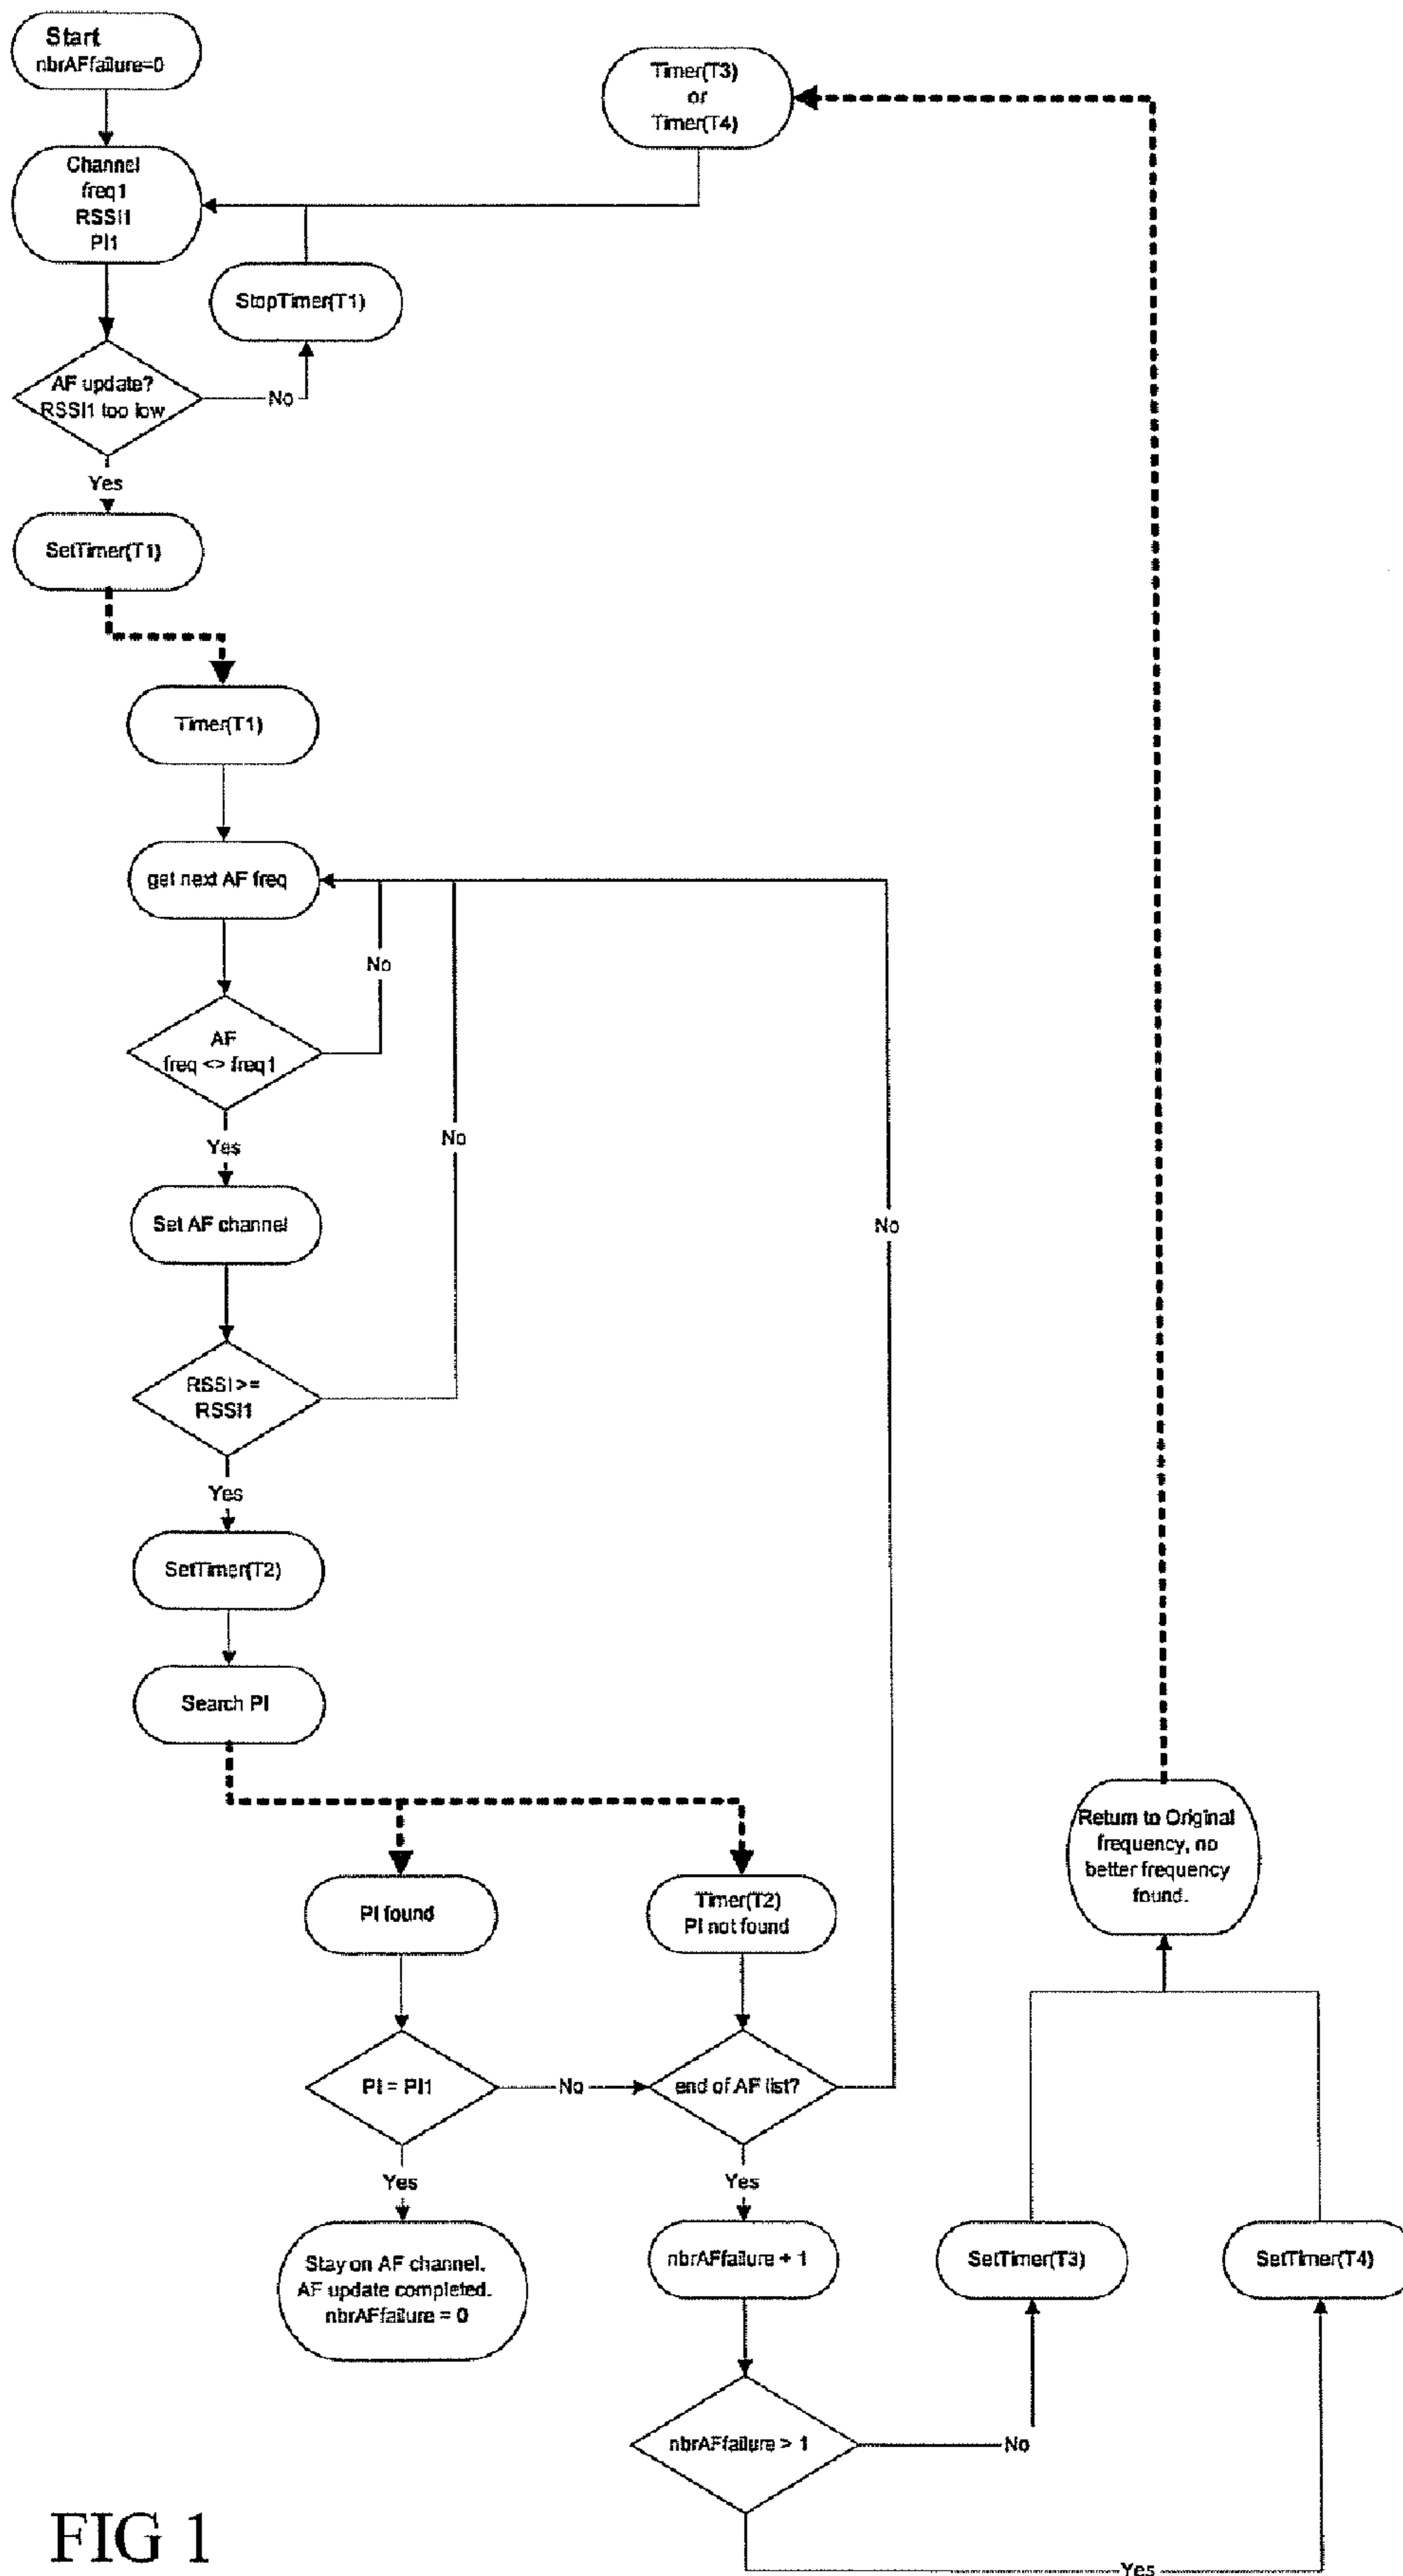 Start
nbrAFfailure=0
Timer(T3)
or
Timer(T4)
Channel
freq1
RSSI1
PI1
StopTimer(T1)
AF update?
RSSI1 too low
No
Yes
SetTimer(T1)
Timer(T1)
get next AF freq
No
AF
freq <> freq1
Yes
No
Set AF channel
No
RSSI >=
RSSI1
Yes
SetTimer(T2)
Search PI
Return to Original
frequency, no
better frequency
found.
PI found
Timer(T2)
PI not found
PI = PI1
No
end of AF list?
Yes
Yes
Stay on AF channel.
AF update completed.
nbrAFfailure = 0
nbrAFfailure + 1
SetTimer(T3)
SetTimer(T4)
nbrAFfailure > 1
No
Yes
FIG 1